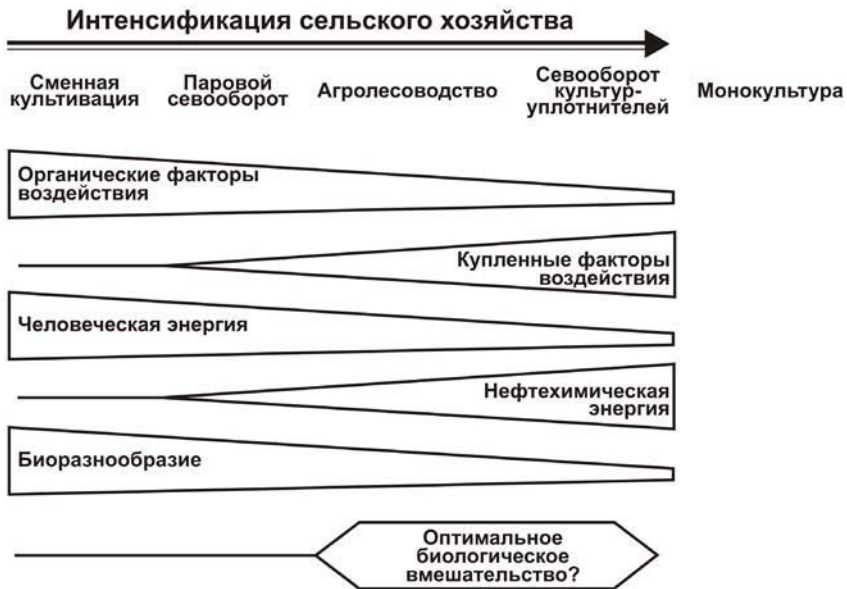 Интенсификация сельского хозяйства
Сменная
культивация
Паровой
севооборот
Агролесоводство
Севооборот
культур-
уплотнителей
Монокультура
Органические факторы
воздействия
Купленные факторы
воздействия
Человеческая энергия
Нефтехимическая
энергия
Биоразнообразие
Оптимальное
биологическое
вмешательство?